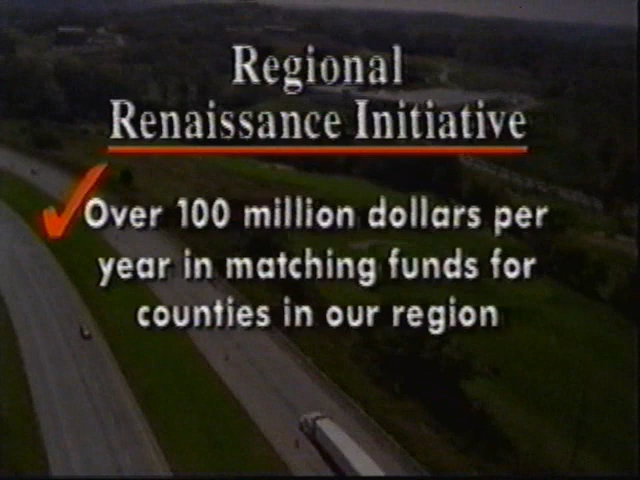 Regional
Renaissance Initiative
Over 100 million dollars per
year in matching funds for
counties in our region